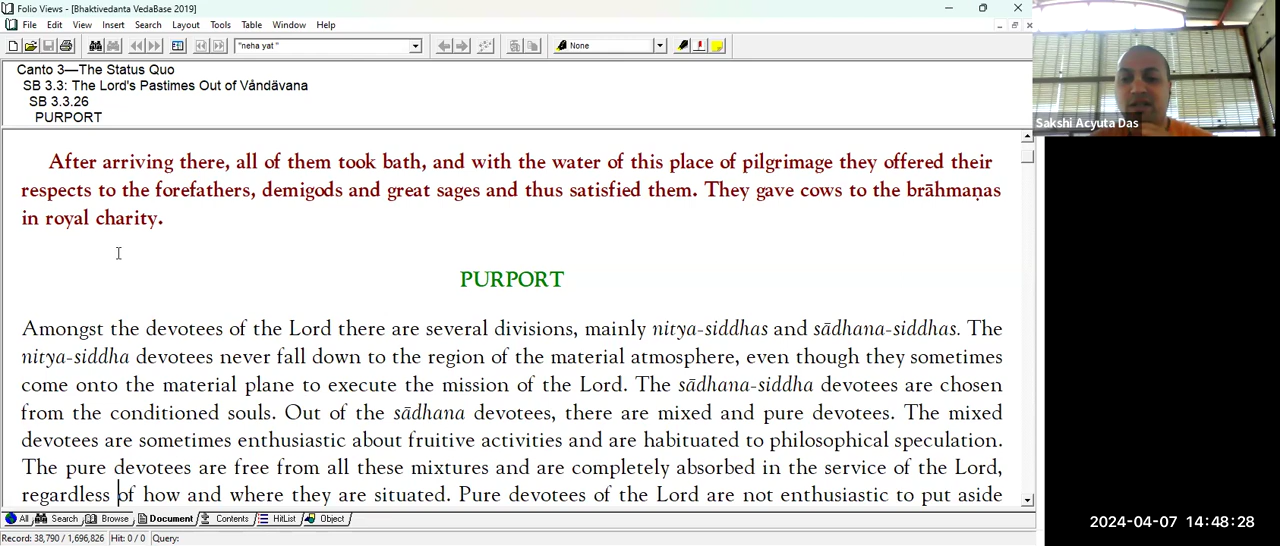 Folio Views - [Bhaktivedanta VedaBase 2019]
File Edit View Insert Search Layout Tools Table Window Help
"neha yat"
None
Canto 3—The Status Quo
SB 3.3: The Lord's Pastimes Out of Våndävana
SB 3.3.26
PURPORT
Sakshi Acyuta Das
After arriving there, all of them took bath, and with the water of this place of pilgrimage they offered their
respects to the forefathers, demigods and great sages and thus satisfied them. They gave cows to the brāhmaṇas
in royal charity.
PURPORT
Amongst the devotees of the Lord there are several divisions, mainly nitya-siddhas and sādhana-siddhas. The
nitya-siddha devotees never fall down to the region of the material atmosphere, even though they sometimes
come onto the material plane to execute the mission of the Lord. The sādhana-siddha devotees are chosen
from the conditioned souls. Out of the sādhana devotees, there are mixed and pure devotees. The mixed
devotees are sometimes enthusiastic about fruitive activities and are habituated to philosophical speculation.
The pure devotees are free from all these mixtures and are completely absorbed in the service of the Lord,
regardless of how and where they are situated. Pure devotees of the Lord are not enthusiastic to put aside
All Search Browse Document Contents HitList Object
Record: 38,790 / 1,696,826 Hit: 0 / 0 Query:
2024-04-07 14:48:28